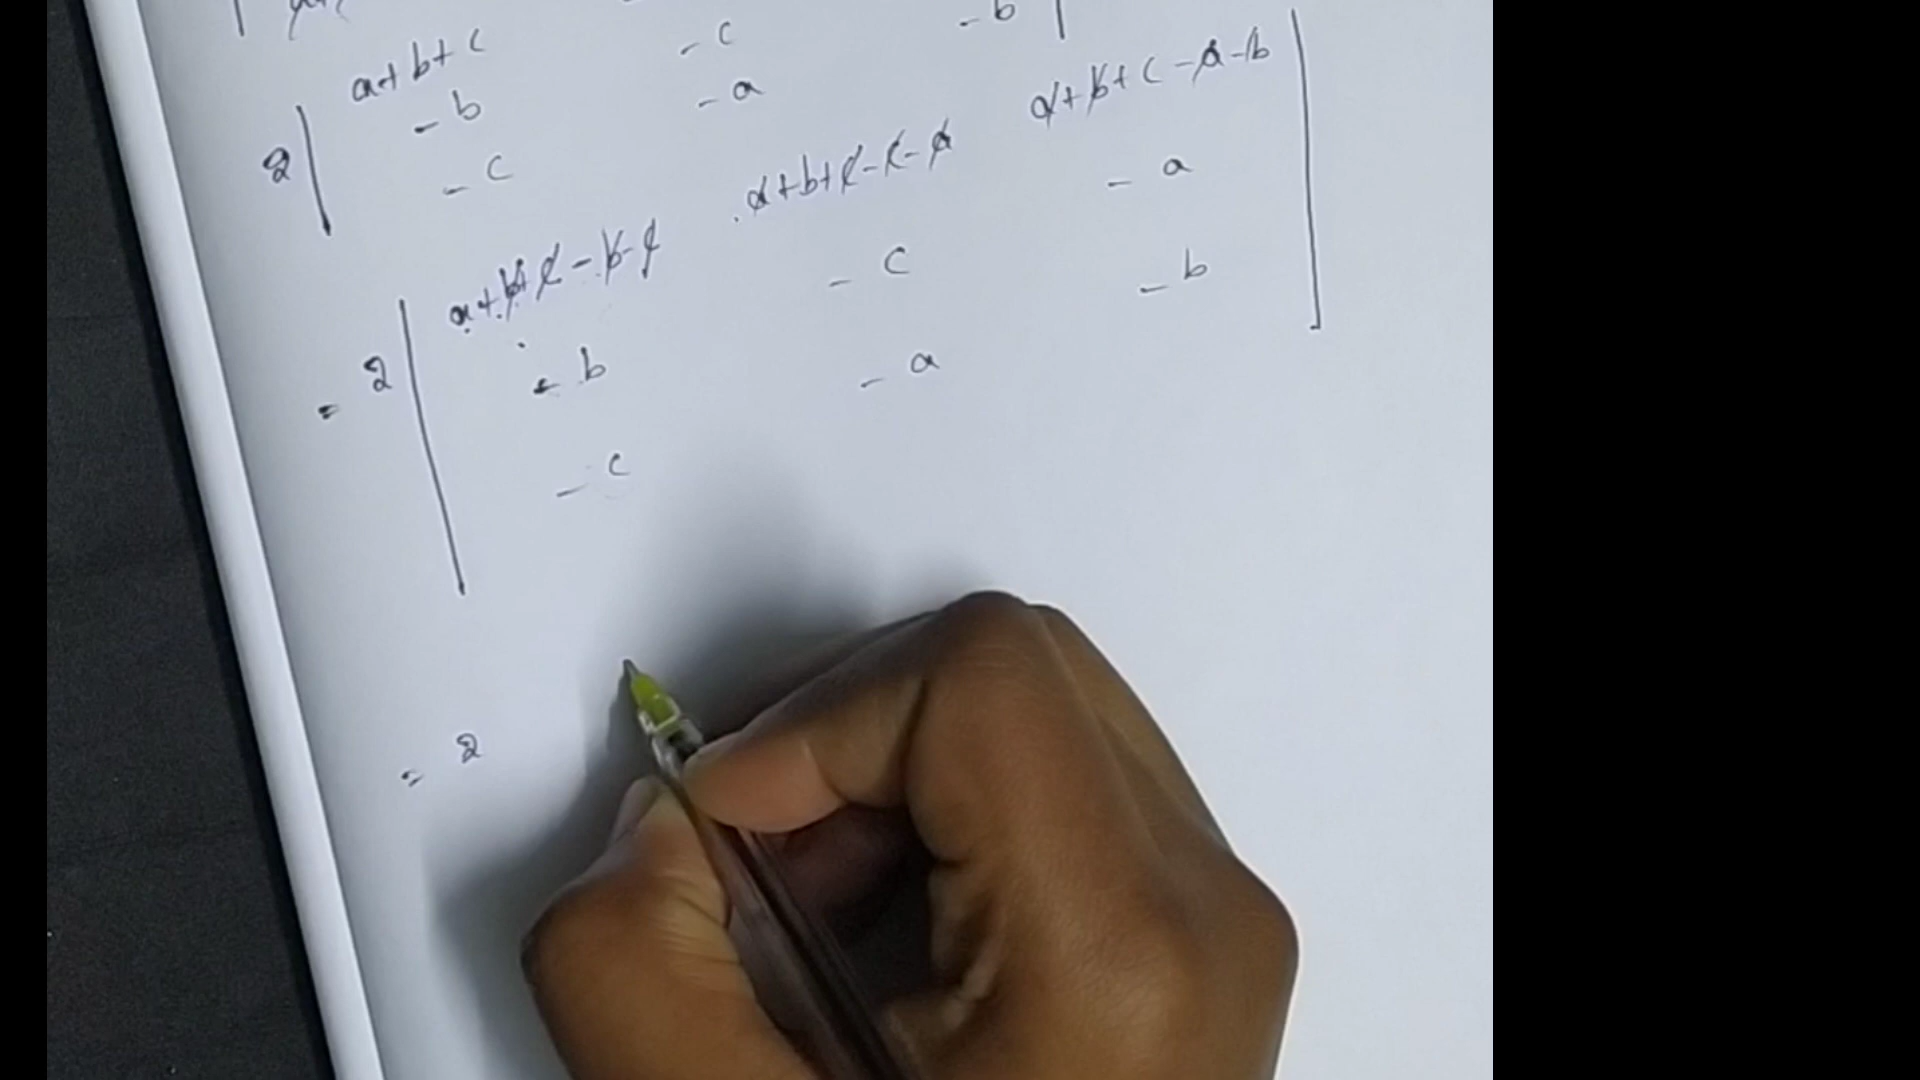 a+b+c
- c
- b
2 | - b
- a
- c
= 2 | a+b+c-b-c
a+b+c-c-a
a+b+c-a-b |
- b
- c
- a
- c
- a
- b
= 2